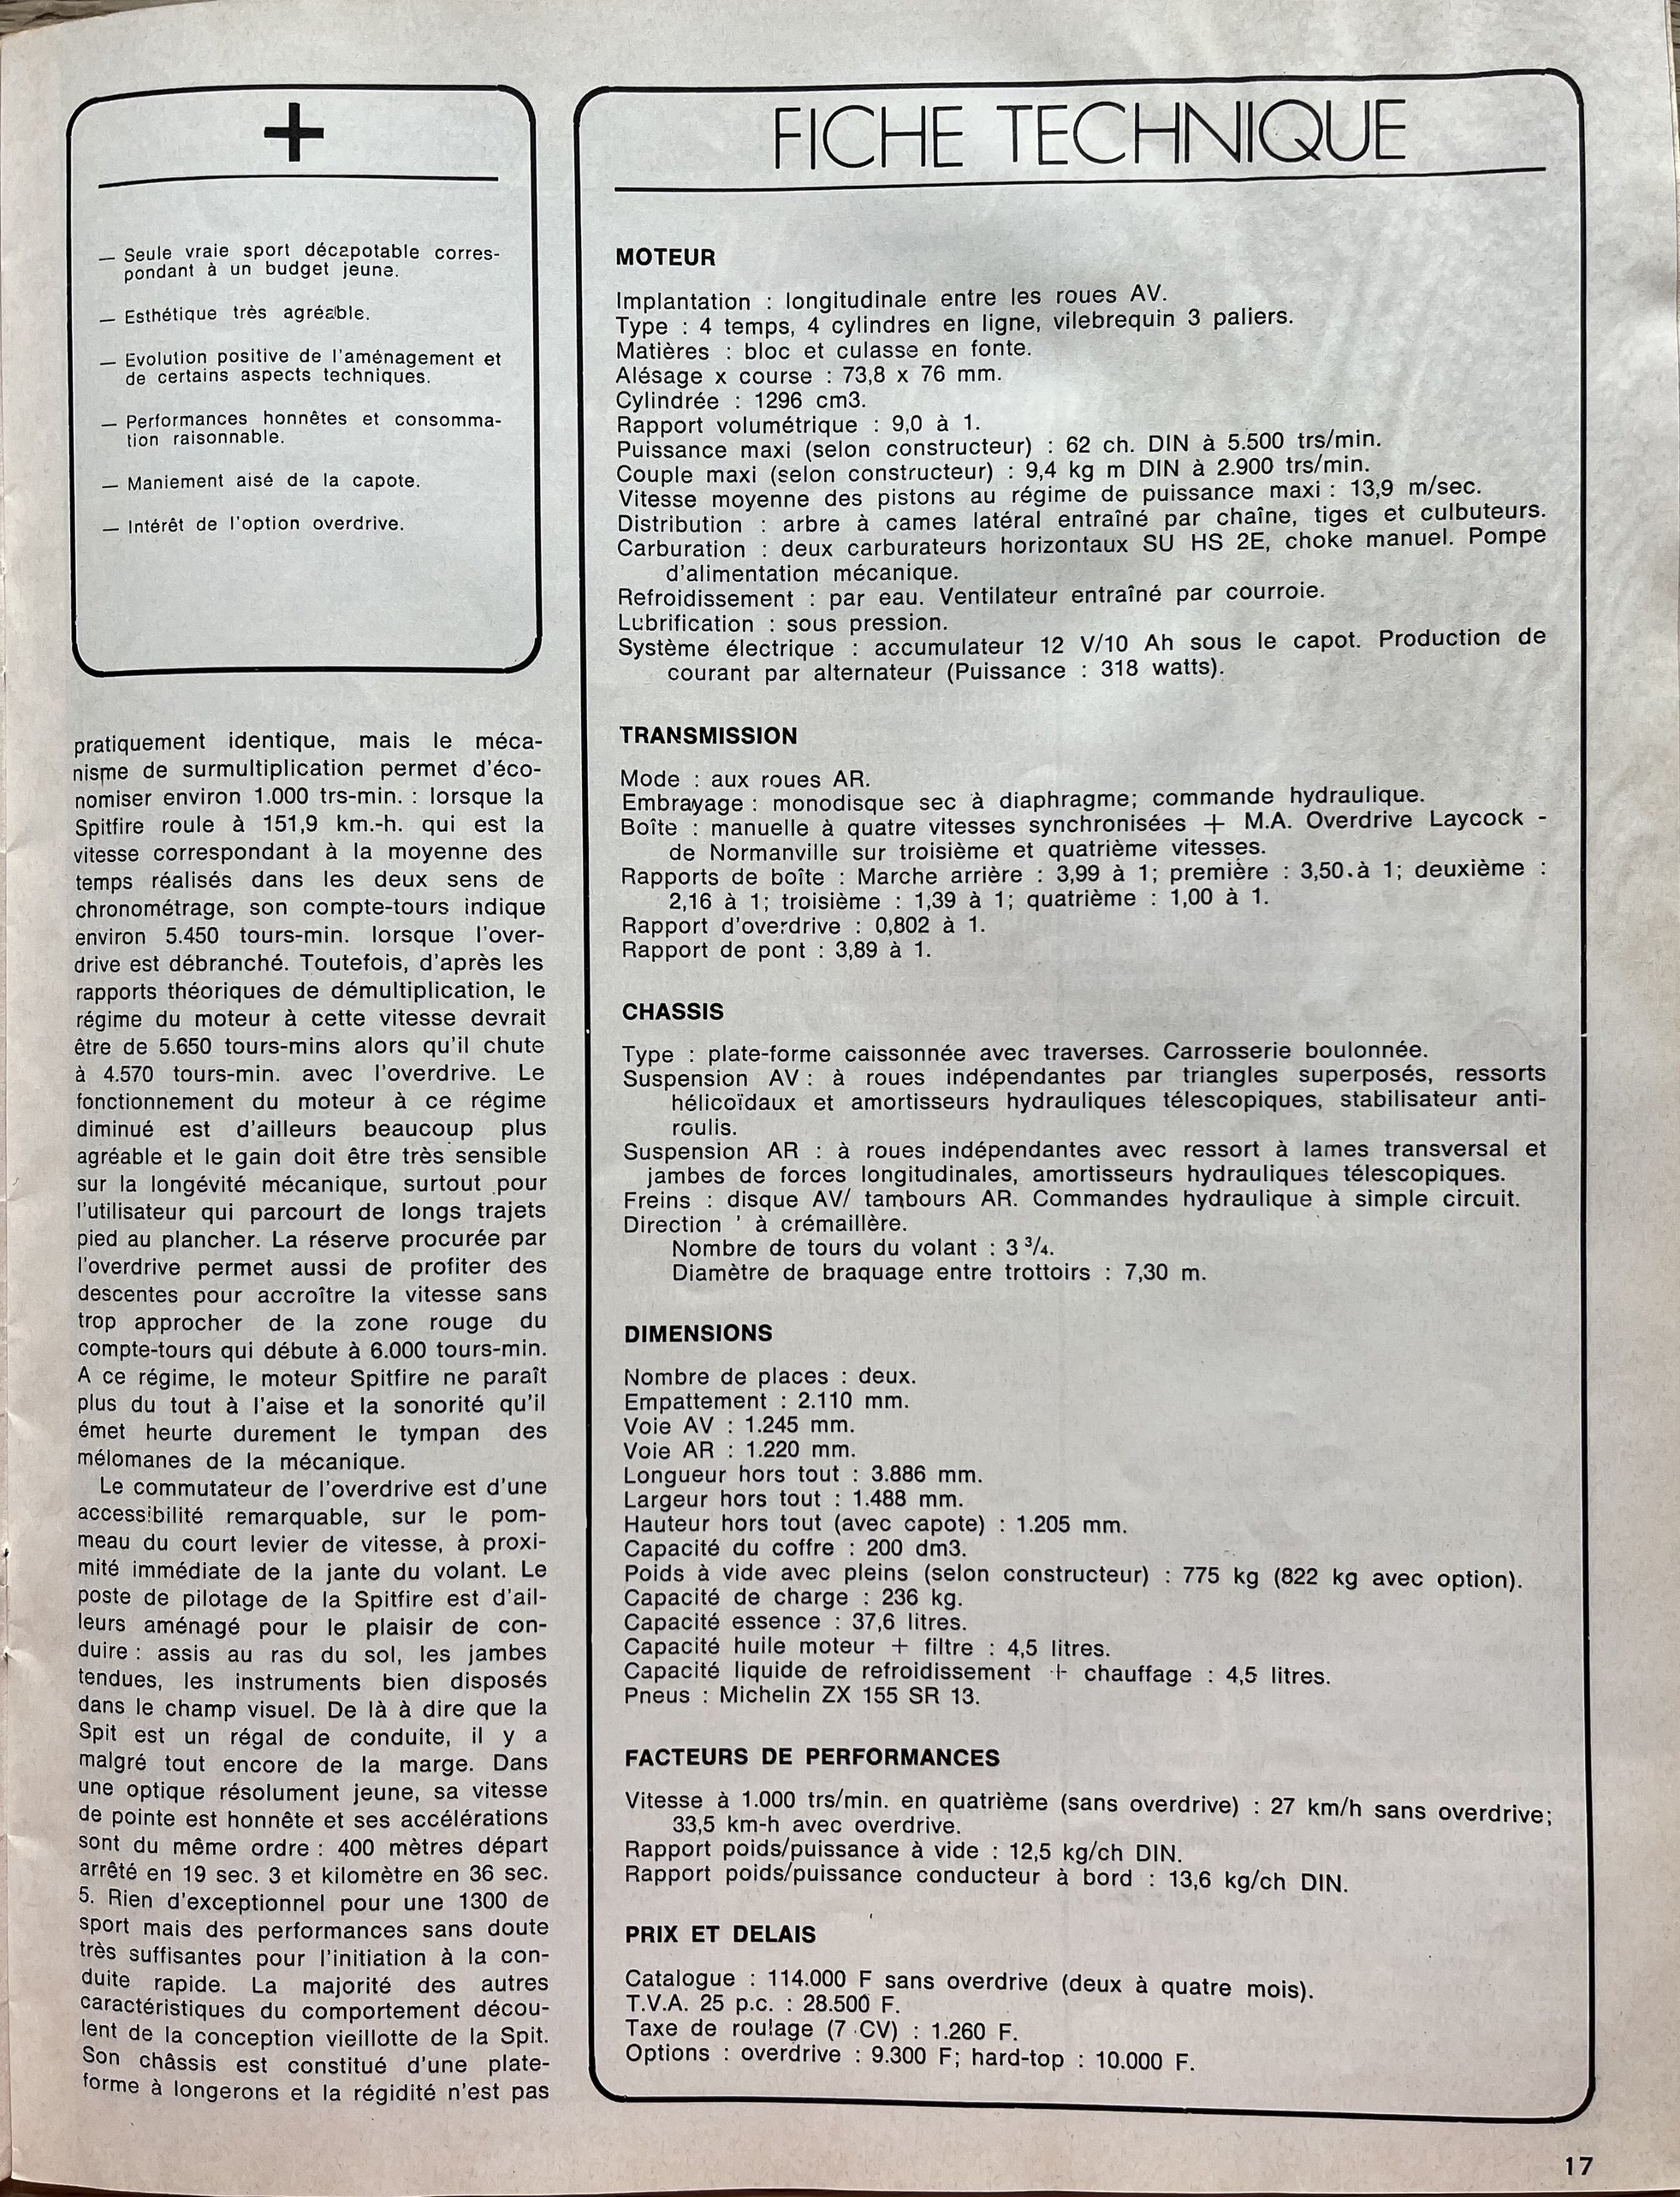 +
— Seule vraie sport décapotable corres-
pondant à un budget jeune.
— Esthétique très agréable.
— Evolution positive de l'aménagement et
de certains aspects techniques.
— Performances honnêtes et consomma-
tion raisonnable.
— Maniement aisé de la capote.
— Intérêt de l'option overdrive.
pratiquement identique, mais le méca-
nisme de surmultiplication permet d'éco-
nomiser environ 1.000 trs-min. : lorsque la
Spitfire roule à 151,9 km.-h. qui est la
vitesse correspondant à la moyenne des
temps réalisés dans les deux sens de
chronométrage, son compte-tours indique
environ 5.450 tours-min. lorsque l'over-
drive est débranché. Toutefois, d'après les
rapports théoriques de démultiplication, le
régime du moteur à cette vitesse devrait
être de 5.650 tours-mins alors qu'il chute
à 4.570 tours-min. avec l'overdrive. Le
fonctionnement du moteur à ce régime
diminué est d'ailleurs beaucoup plus
agréable et le gain doit être très sensible
sur la longévité mécanique, surtout pour
l'utilisateur qui parcourt de longs trajets
pied au plancher. La réserve procurée par
l'overdrive permet aussi de profiter des
descentes pour accroître la vitesse sans
trop approcher de la zone rouge du
compte-tours qui débute à 6.000 tours-min.
A ce régime, le moteur Spitfire ne paraît
plus du tout à l'aise et la sonorité qu'il
émet heurte durement le tympan des
mélomanes de la mécanique.
Le commutateur de l'overdrive est d'une
accessibilité remarquable, sur le pom-
meau du court levier de vitesse, à proxi-
mité immédiate de la jante du volant. Le
poste de pilotage de la Spitfire est d'ail-
leurs aménagé pour le plaisir de con-
duire : assis au ras du sol, les jambes
tendues, les instruments bien disposés
dans le champ visuel. De là à dire que la
Spit est un régal de conduite, il y a
malgré tout encore de la marge. Dans
une optique résolument jeune, sa vitesse
de pointe est honnête et ses accélérations
sont du même ordre : 400 mètres départ
arrêté en 19 sec. 3 et kilomètre en 36 sec.
5. Rien d'exceptionnel pour une 1300 de
sport mais des performances sans doute
très suffisantes pour l'initiation à la con-
duite rapide. La majorité des autres
caractéristiques du comportement décou-
lent de la conception vieillotte de la Spit.
Son châssis est constitué d'une plate-
forme à longerons et la régidité n'est pas
FICHE TECHNIQUE
MOTEUR
Implantation : longitudinale entre les roues AV.
Type : 4 temps, 4 cylindres en ligne, vilebrequin 3 paliers.
Matières : bloc et culasse en fonte.
Alésage x course : 73,8 x 76 mm.
Cylindrée : 1296 cm3.
Rapport volumétrique : 9,0 à 1.
Puissance maxi (selon constructeur) : 62 ch. DIN à 5.500 trs/min.
Couple maxi (selon constructeur) : 9,4 kg m DIN à 2.900 trs/min.
Vitesse moyenne des pistons au régime de puissance maxi : 13,9 m/sec.
Distribution : arbre à cames latéral entraîné par chaîne, tiges et culbuteurs.
Carburation : deux carburateurs horizontaux SU HS 2E, choke manuel. Pompe
d'alimentation mécanique.
Refroidissement : par eau. Ventilateur entraîné par courroie.
Lubrification : sous pression.
Système électrique : accumulateur 12 V/10 Ah sous le capot. Production de
courant par alternateur (Puissance : 318 watts).
TRANSMISSION
Mode : aux roues AR.
Embrayage : monodisque sec à diaphragme; commande hydraulique.
Boîte : manuelle à quatre vitesses synchronisées + M.A. Overdrive Laycock -
de Normanville sur troisième et quatrième vitesses.
Rapports de boîte : Marche arrière : 3,99 à 1; première : 3,50.à 1; deuxième :
2,16 à 1; troisième : 1,39 à 1; quatrième : 1,00 à 1.
Rapport d'overdrive : 0,802 à 1.
Rapport de pont : 3,89 à 1.
CHASSIS
Type : plate-forme caissonnée avec traverses. Carrosserie boulonnée.
Suspension AV : à roues indépendantes par triangles superposés, ressorts
hélicoïdaux et amortisseurs hydrauliques télescopiques, stabilisateur anti-
roulis.
Suspension AR : à roues indépendantes avec ressort à lames transversal et
jambes de forces longitudinales, amortisseurs hydrauliques télescopiques.
Freins : disque AV/ tambours AR. Commandes hydraulique à simple circuit.
Direction ' à crémaillère.
Nombre de tours du volant : 3 3/4.
Diamètre de braquage entre trottoirs : 7,30 m.
DIMENSIONS
Nombre de places : deux.
Empattement : 2.110 mm.
Voie AV : 1.245 mm.
Voie AR : 1.220 mm.
Longueur hors tout : 3.886 mm.
Largeur hors tout : 1.488 mm.
Hauteur hors tout (avec capote) : 1.205 mm.
Capacité du coffre : 200 dm3.
Poids à vide avec pleins (selon constructeur) : 775 kg (822 kg avec option).
Capacité de charge : 236 kg.
Capacité essence : 37,6 litres.
Capacité huile moteur + filtre : 4,5 litres.
Capacité liquide de refroidissement + chauffage : 4,5 litres.
Pneus : Michelin ZX 155 SR 13.
FACTEURS DE PERFORMANCES
Vitesse à 1.000 trs/min. en quatrième (sans overdrive) : 27 km/h sans overdrive;
33,5 km-h avec overdrive.
Rapport poids/puissance à vide : 12,5 kg/ch DIN.
Rapport poids/puissance conducteur à bord : 13,6 kg/ch DIN.
PRIX ET DELAIS
Catalogue : 114.000 F sans overdrive (deux à quatre mois).
T.V.A. 25 p.c. : 28.500 F.
Taxe de roulage (7 CV) : 1.260 F.
Options : overdrive : 9.300 F; hard-top : 10.000 F.
17